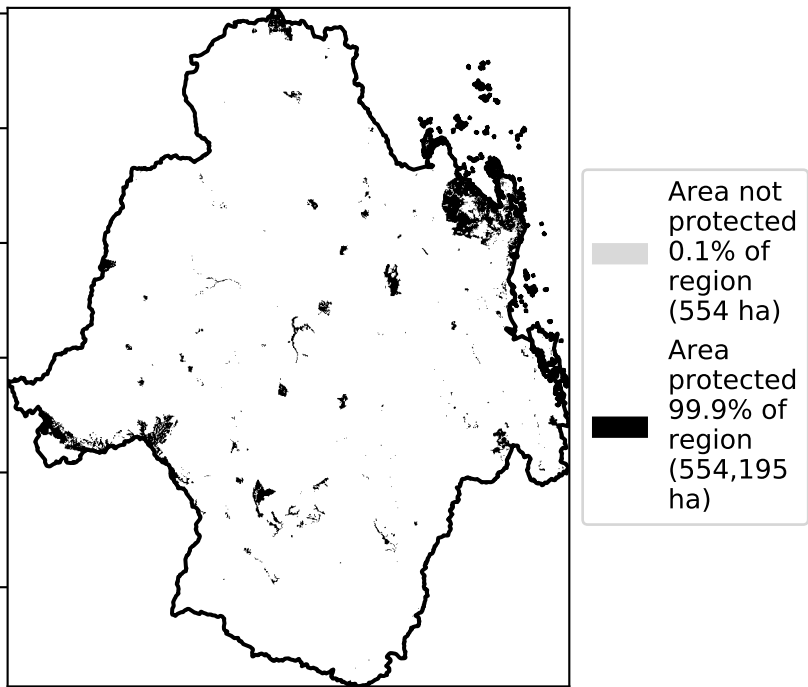 Area not
protected
0.1% of
region
(554 ha)
Area
protected
99.9% of
region
(554,195
ha)